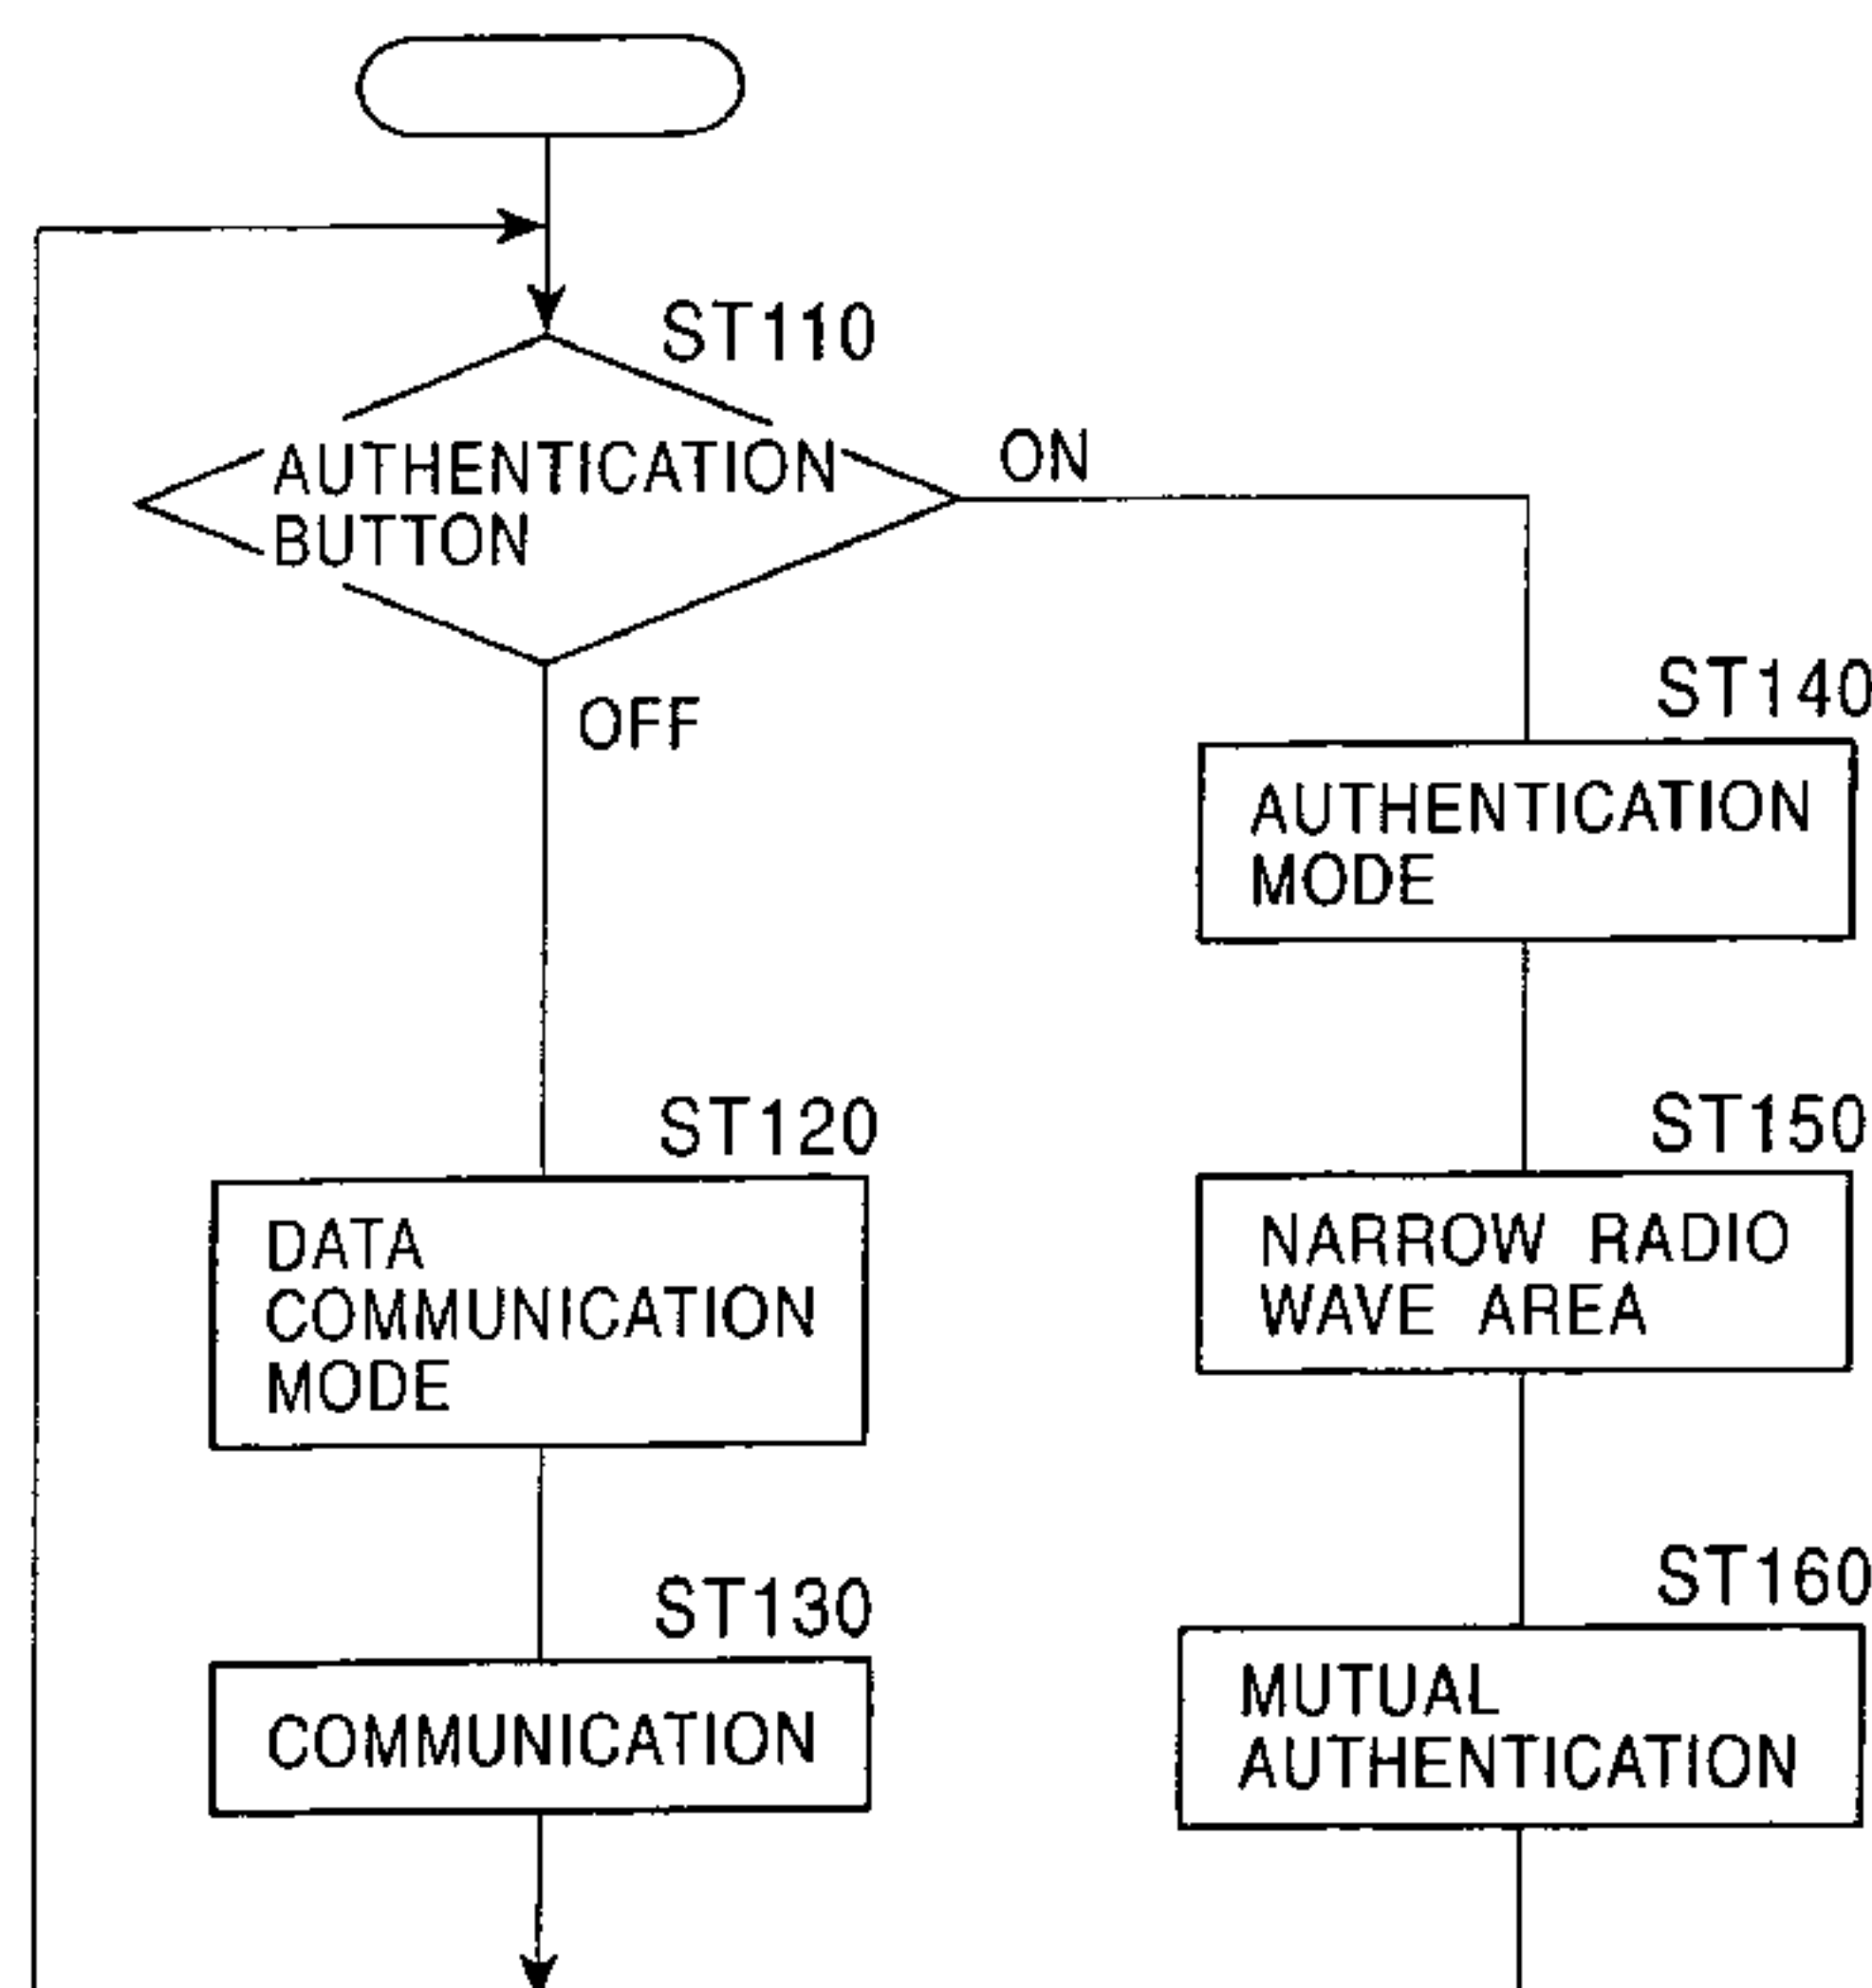 ST110
AUTHENTICATION
BUTTON
ON
OFF
ST140
AUTHENTICATION
MODE
ST120
DATA
COMMUNICATION
MODE
ST150
NARROW RADIO
WAVE AREA
ST130
COMMUNICATION
ST160
MUTUAL
AUTHENTICATION